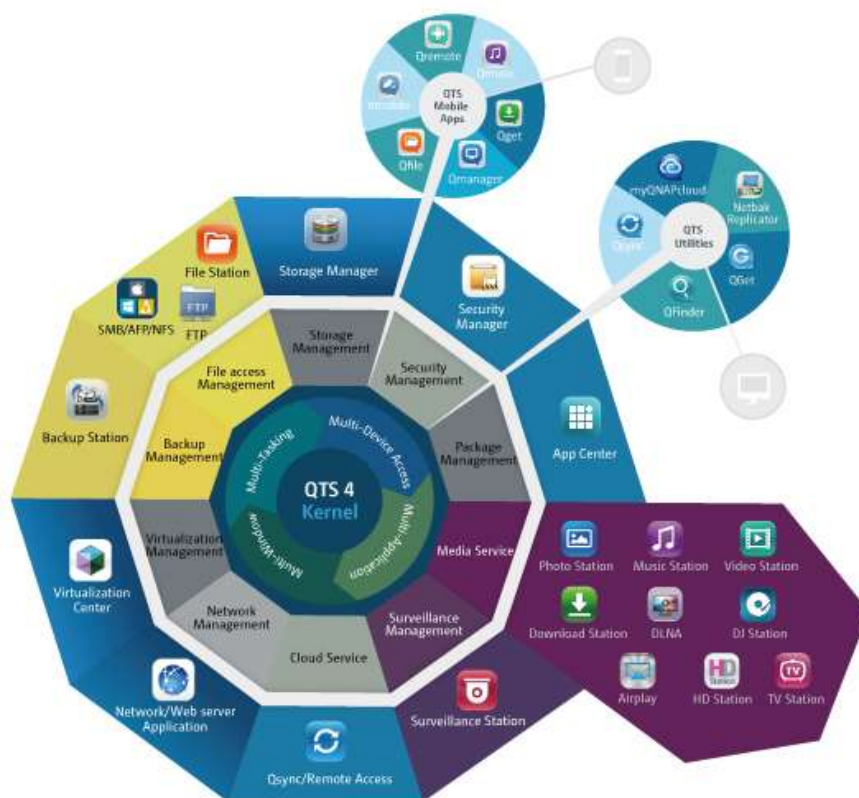 Qremote
Qmusic
QTS
Mobile
Apps
Qget
Qfile
Qmanager
myQNAPcloud
Netbak
Replicator
Qsync
QTS
Utilities
QGet
QFinder
File Station
Storage Manager
Security
Manager
SMB/AFP/NFS
FTP
FTP
Storage
Management
Security
Management
File access
Management
Backup Station
Backup
Management
Multi-Tasking
Multi-Device Access
Package
Management
App Center
QTS 4
Kernel
Virtualization
Management
Multi-Window
Multi-Application
Media Service
Photo Station
Music Station
Video Station
Virtualization
Center
Network
Management
Surveillance
Management
Download Station
DLNA
DJ Station
Cloud Service
HD
Station
TV
Airplay
HD Station
TV Station
Network/Web server
Application
Surveillance Station
Qsync/Remote Access